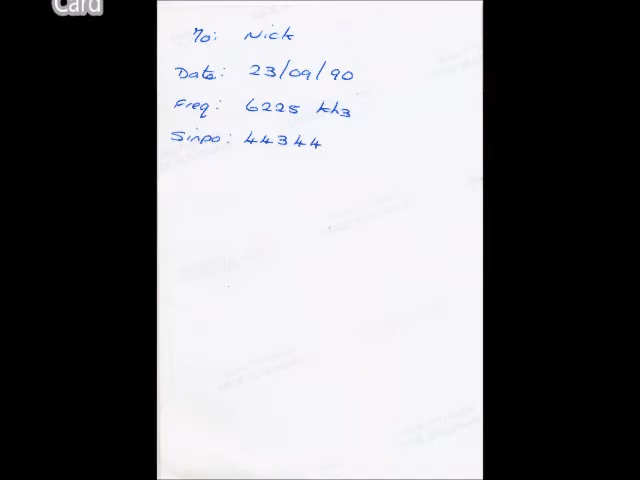 Card
To: Nick
Date: 23/09/90
Freq: 6225 khz
Sinpo: 44344